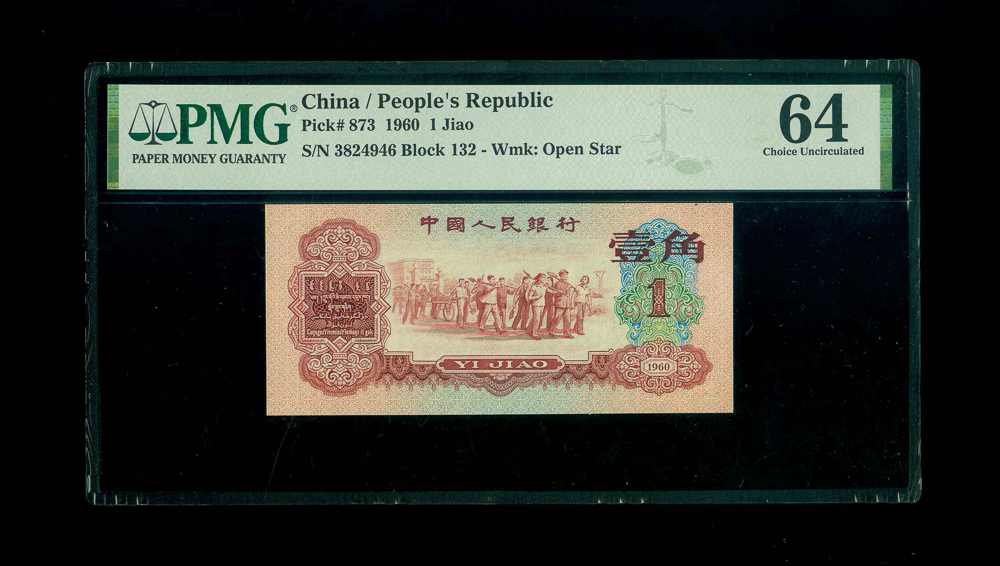 PMG®
PAPER MONEY GUARANTY
China / People's Republic
Pick# 873 1960 1 Jiao
S/N 3824946 Block 132 - Wmk: Open Star
64
Choice Uncirculated
中國人民銀行
壹角
1
YI JIAO
1960